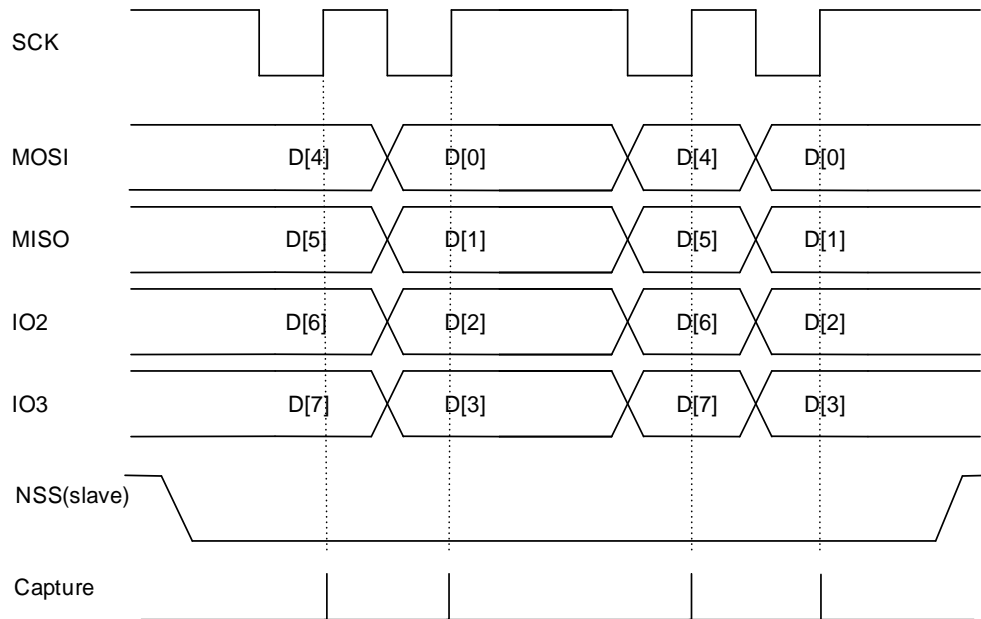 SCK
MOSI D[4] D[0] D[4] D[0]
MISO D[5] D[1] D[5] D[1]
IO2 D[6] D[2] D[6] D[2]
IO3 D[7] D[3] D[7] D[3]
NSS(slave)
Capture